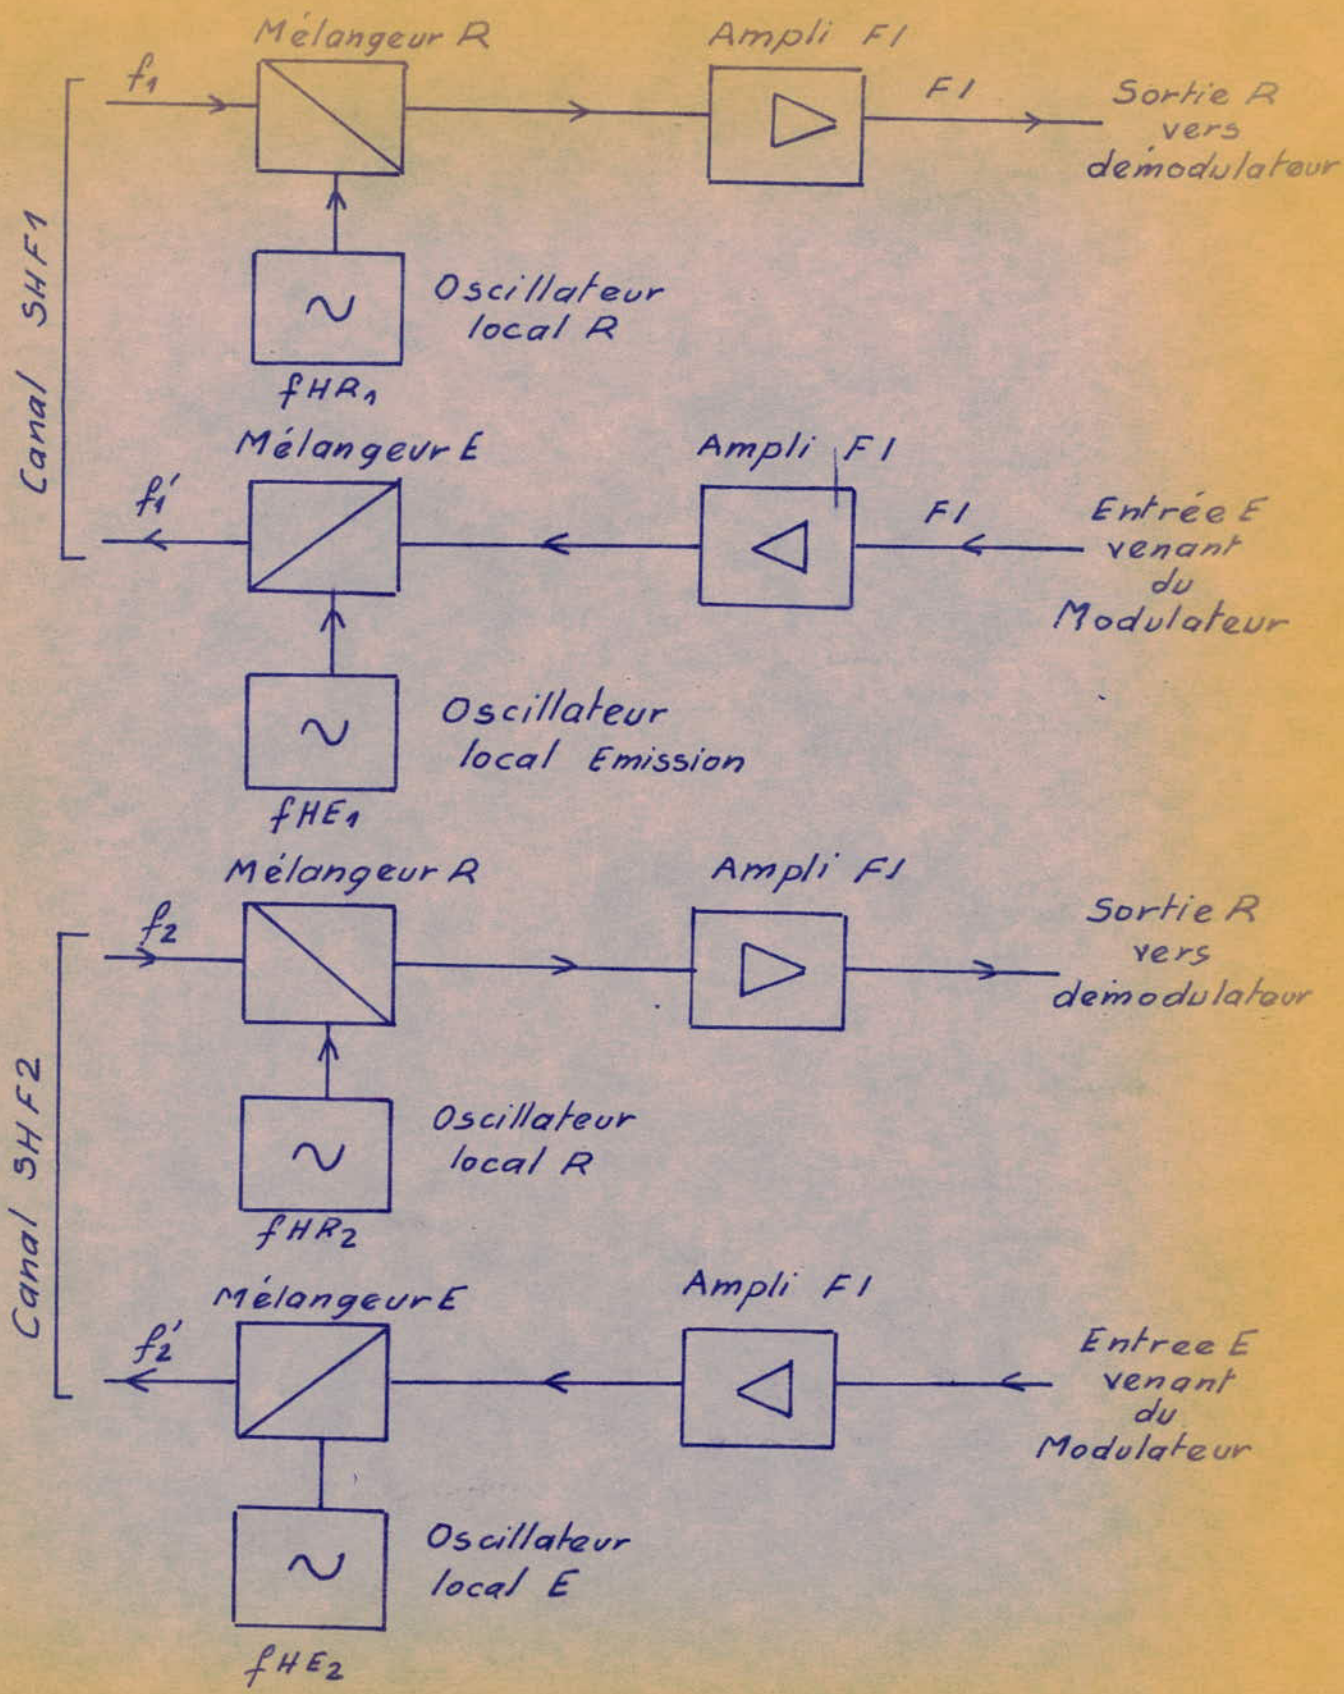 Mélangeur R
Ampli FI
f1
FI
Sortie R
vers
démodulateur
Canal SHF1
Oscillateur
local R
fHR1
Mélangeur E
Ampli FI
f1'
FI
Entrée E
venant
du
Modulateur
Oscillateur
local Emission
fHE1
Mélangeur R
Ampli FI
f2
Sortie R
vers
démodulateur
Canal SHF2
Oscillateur
local R
fHR2
Mélangeur E
Ampli FI
f2'
Entree E
venant
du
Modulateur
Oscillateur
local E
fHE2